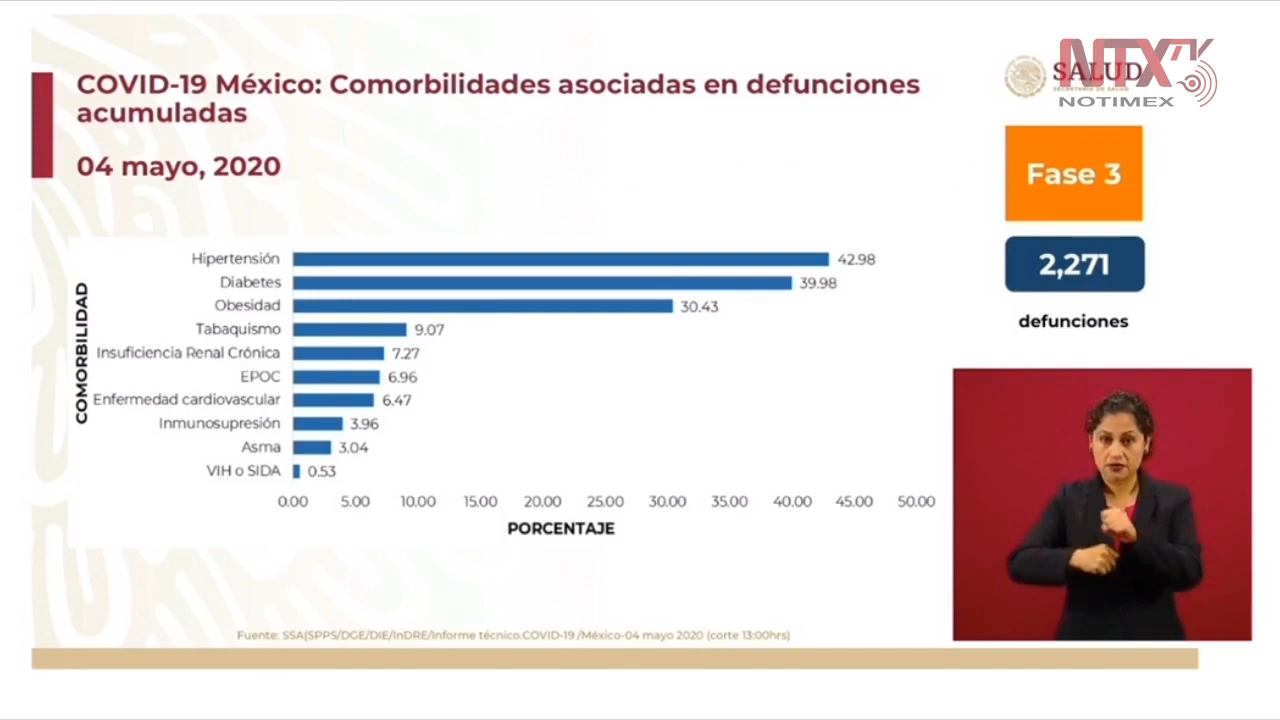 COVID-19 México: Comorbilidades asociadas en defunciones
acumuladas
04 mayo, 2020
SALUD
SECRETARÍA DE SALUD
NTX
NOTIMEX
Fase 3
2,271
defunciones
COMORBILIDAD
Hipertensión 42.98
Diabetes 39.98
Obesidad 30.43
Tabaquismo 9.07
Insuficiencia Renal Crónica 7.27
EPOC 6.96
Enfermedad cardiovascular 6.47
Inmunosupresión 3.96
Asma 3.04
VIH o SIDA 0.53
0.00 5.00 10.00 15.00 20.00 25.00 30.00 35.00 40.00 45.00 50.00
PORCENTAJE
Fuente: SSA(SPPS/DGE/DIE/InDRE/Informe técnico.COVID-19 /México-04 mayo 2020 (corte 13:00hrs)